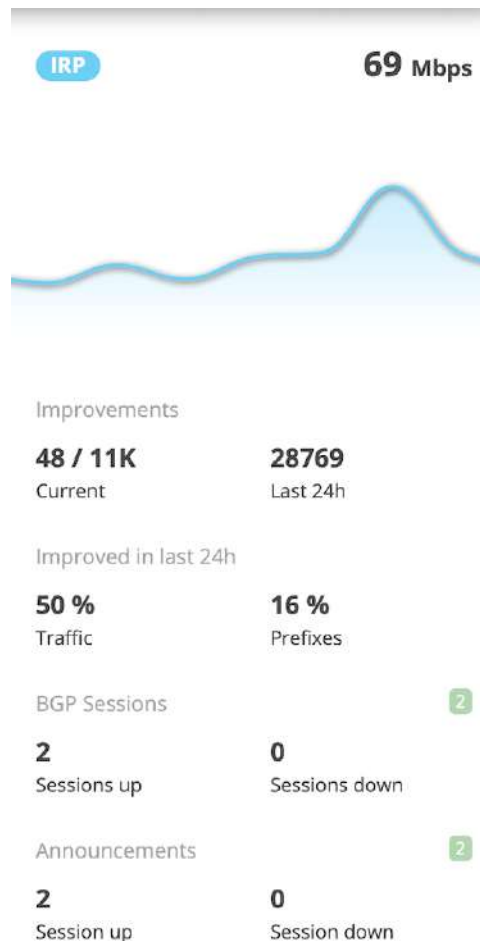 IRP 69 Mbps
Improvements
48 / 11K 28769
Current Last 24h
Improved in last 24h
50 % 16 %
Traffic Prefixes
BGP Sessions 2
2 0
Sessions up Sessions down
Announcements 2
2 0
Session up Session down